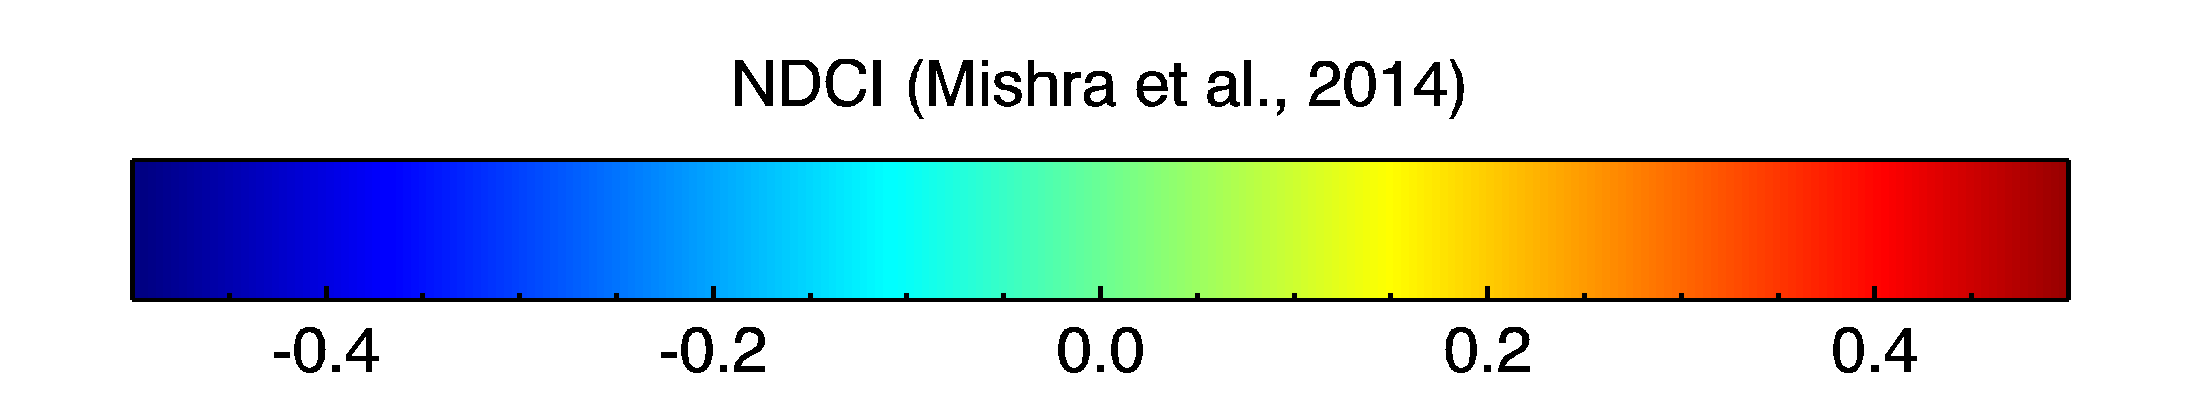 NDCI (Mishra et al., 2014)
-0.4 -0.2 0.0 0.2 0.4